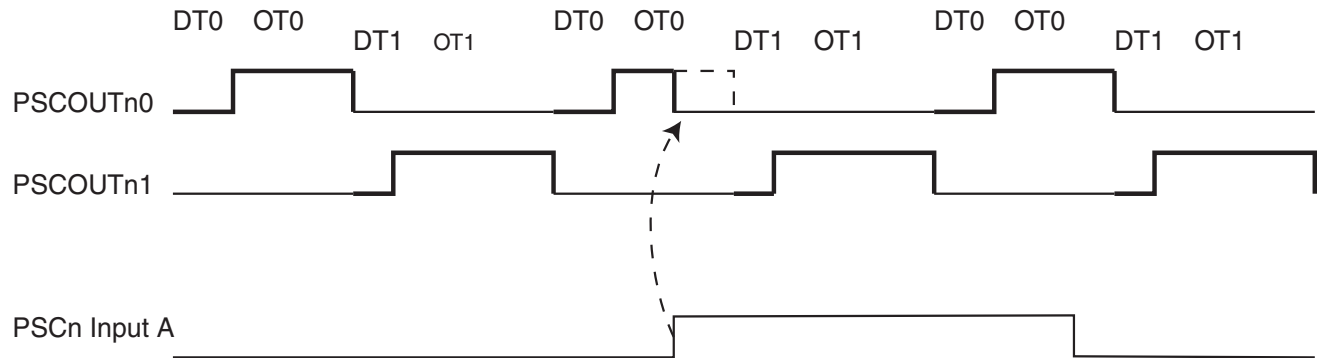 DT0 OT0 DT0 OT0 DT0 OT0
DT1 OT1 DT1 OT1 DT1 OT1
PSCOUTn0
PSCOUTn1
PSCn Input A